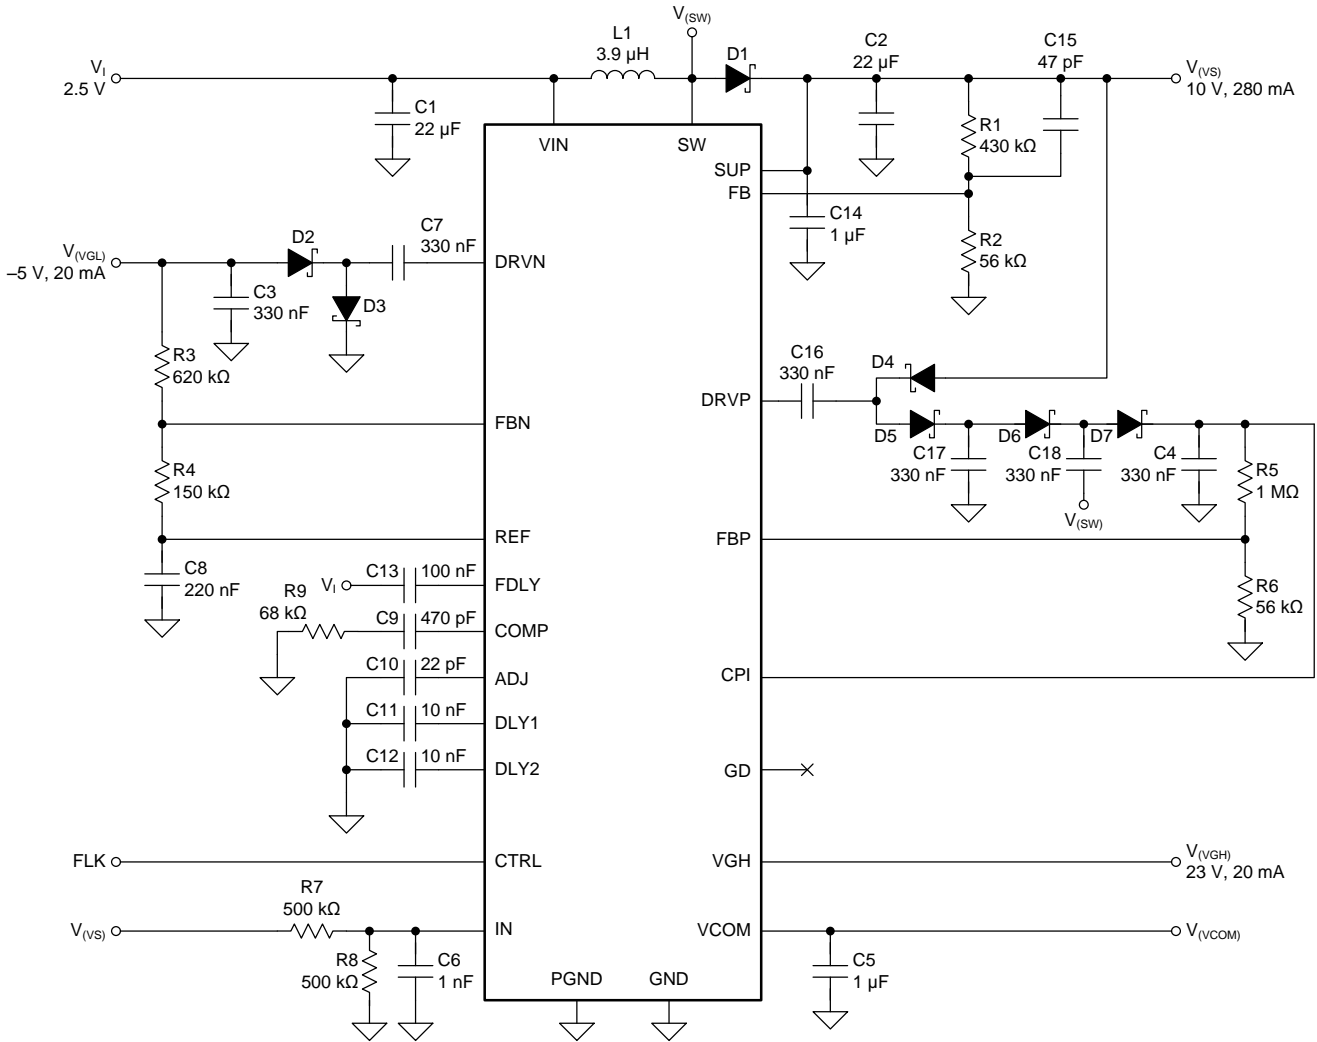 V(SW)
L1
3.9 µH
D1
C2
22 µF
C15
47 pF
VI
2.5 V
V(VS)
10 V, 280 mA
C1
22 µF
R1
430 kΩ
VIN
SW
SUP
FB
C14
1 µF
R2
56 kΩ
C7
330 nF
V(VGL)
–5 V, 20 mA
D2
DRVN
C3
330 nF
D3
R3
620 kΩ
C16
330 nF
D4
DRVP
FBN
D5
D6
D7
C17
330 nF
C18
330 nF
C4
330 nF
R5
1 MΩ
R4
150 kΩ
V(SW)
REF
FBP
C8
220 nF
VI
C13
100 nF
FDLY
R9
68 kΩ
C9
470 pF
COMP
R6
56 kΩ
C10
22 pF
ADJ
CPI
C11
10 nF
DLY1
C12
10 nF
DLY2
GD
FLK
CTRL
VGH
V(VGH)
23 V, 20 mA
R7
500 kΩ
V(VS)
IN
VCOM
V(VCOM)
R8
500 kΩ
C6
1 nF
PGND
GND
C5
1 µF